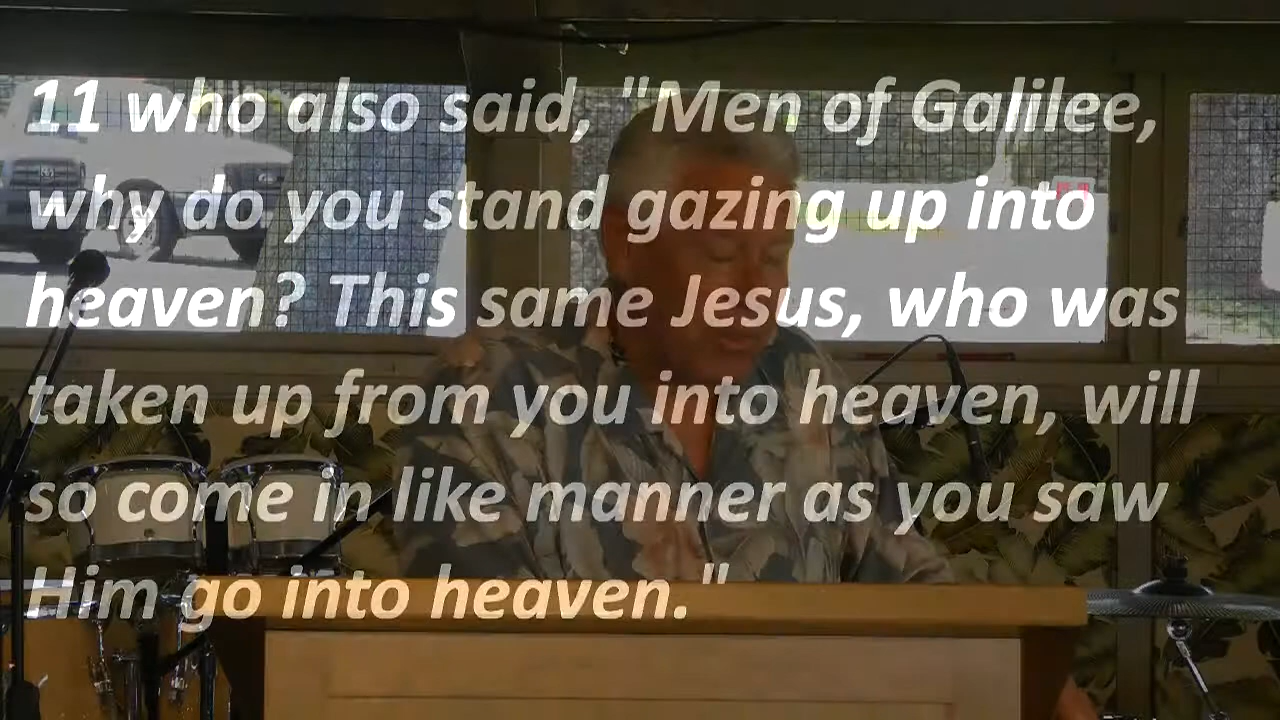 11 who also said, "Men of Galilee,
why do you stand gazing up into
heaven? This same Jesus, who was
taken up from you into heaven, will
so come in like manner as you saw
Him go into heaven. "